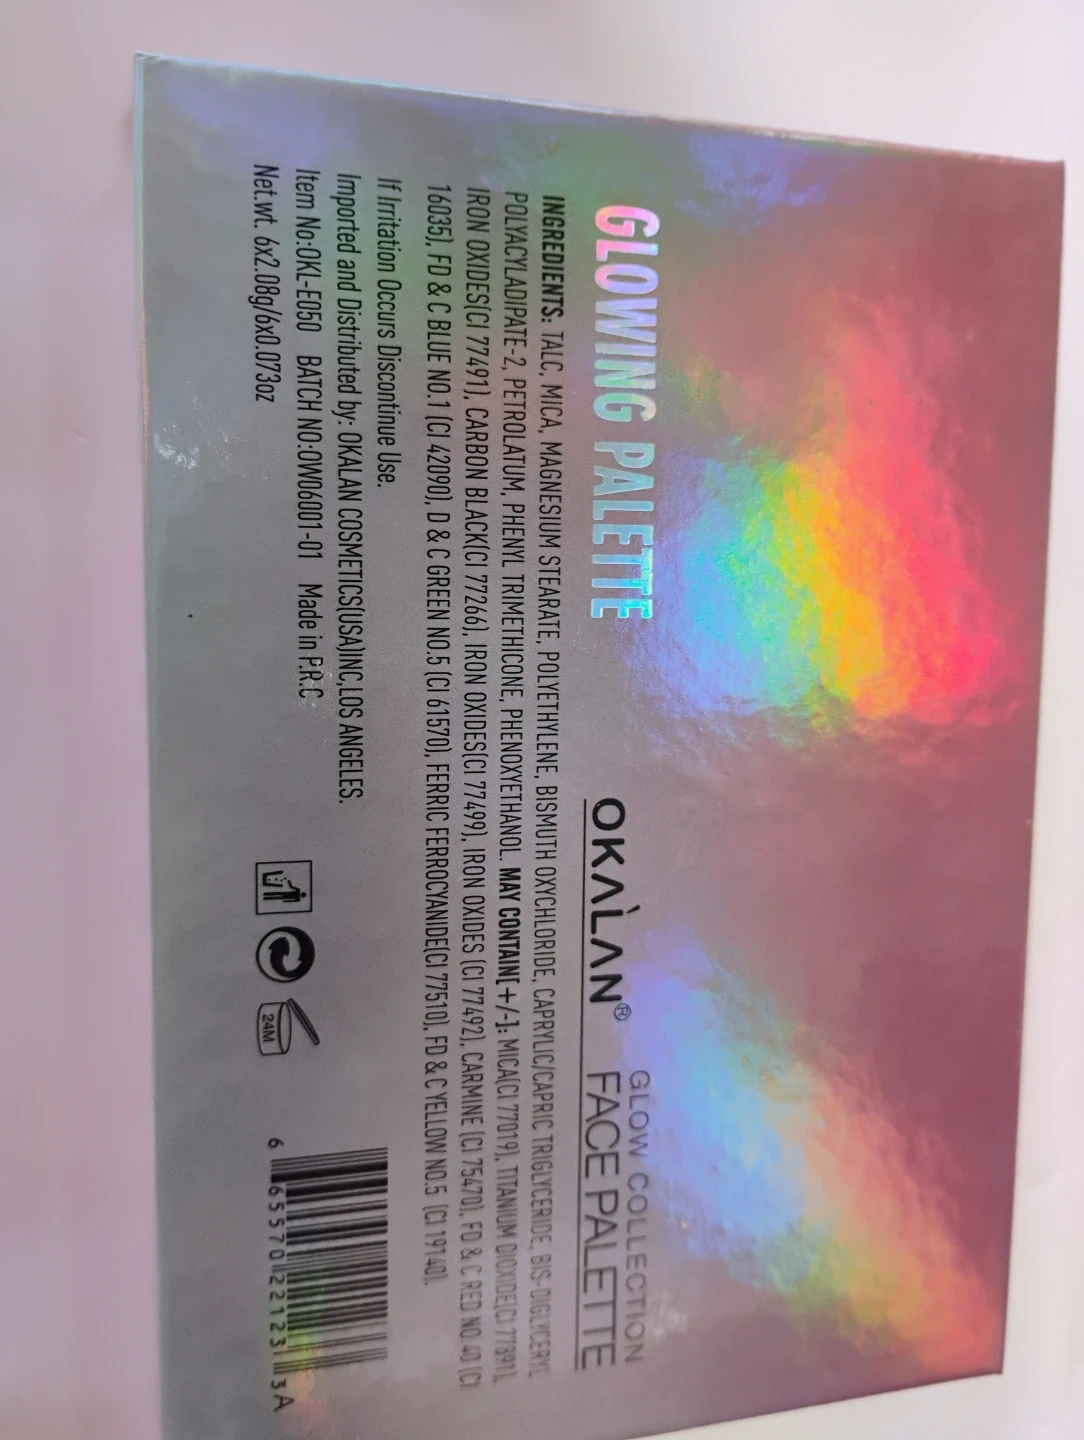 GLOWING PALETTE
GLOW COLLECTION
OKALAN® FACE PALETTE
INGREDIENTS: TALC, MICA, MAGNESIUM STEARATE, POLYETHYLENE, BISMUTH OXYCHLORIDE, CAPRYLIC/CAPRIC TRIGLYCERIDE, BIS-DIGLYCERYL
POLYACYLADIPATE-2, PETROLATUM, PHENYL TRIMETHICONE, PHENOXYETHANOL. MAY CONTAIN[+/-]: MICA(CI 77019), TITANIUM DIOXIDE(CI 77891),
IRON OXIDES(CI 77491), CARBON BLACK(CI 77266), IRON OXIDES(CI 77499), IRON OXIDES (CI 77492), CARMINE (CI 75470), FD & C RED NO.40 (CI
16035), FD & C BLUE NO.1 (CI 42090), D & C GREEN NO.5 (CI 61570), FERRIC FERROCYANIDE(CI 77510), FD & C YELLOW NO.5 (CI 19140).
If Irritation Occurs Discontinue Use.
Imported and Distributed by: OKALAN COSMETICS(USA)INC,LOS ANGELES.
Item No:OKL-E050 BATCH NO:OW06001-01 Made in P.R.C
Net.wt. 6x2.08g/6x0.073oz
24M
6 65570 22123 3A